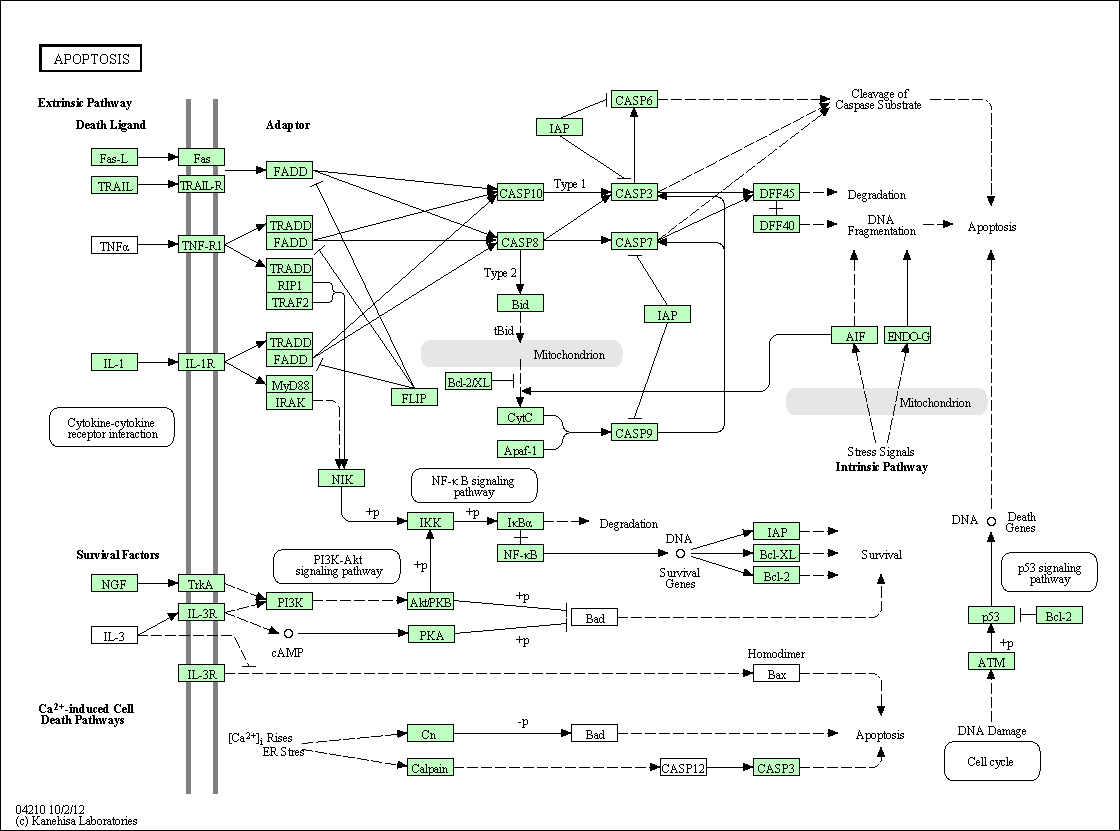 APOPTOSIS
Extrinsic Pathway
Death Ligand
Adaptor
Fas-L
Fas
FADD
TRAIL
TRAIL-R
TNFα
TNF-R1
TRADD
FADD
TRADD
RIP1
TRAF2
IL-1
IL-1R
TRADD
FADD
MyD88
IRAK
FLIP
Cytokine-cytokine
receptor interaction
NIK
CASP6
IAP
CASP10
Type 1
CASP3
CASP8
CASP7
Type 2
Bid
tBid
Mitochondrion
IAP
Bcl-2/XL
CytC
Apaf-1
CASP9
Cleavage of
Caspase Substrate
DFF45
Degradation
DFF40
DNA
Fragmentation
Apoptosis
AIF
ENDO-G
Mitochondrion
Stress Signals
Intrinsic Pathway
NF-κ B signaling
pathway
+p
IKK
+p
IκBα
Degradation
NF-κB
DNA
Survival
Genes
IAP
Bcl-XL
Bcl-2
Survival
DNA
Death
Genes
Survival Factors
PI3K-Akt
signaling pathway
+p
NGF
TrkA
PI3K
Akt/PKB
+p
IL-3R
IL-3
cAMP
PKA
+p
Bad
p53 signaling
pathway
p53
Bcl-2
+p
ATM
IL-3R
Homodimer
Bax
Ca2+-induced Cell
Death Pathways
[Ca2+]i Rises
ER Stres
Cn
-p
Bad
Apoptosis
Calpain
CASP12
CASP3
DNA Damage
Cell cycle
04210 10/2/12
(c) Kanehisa Laboratories